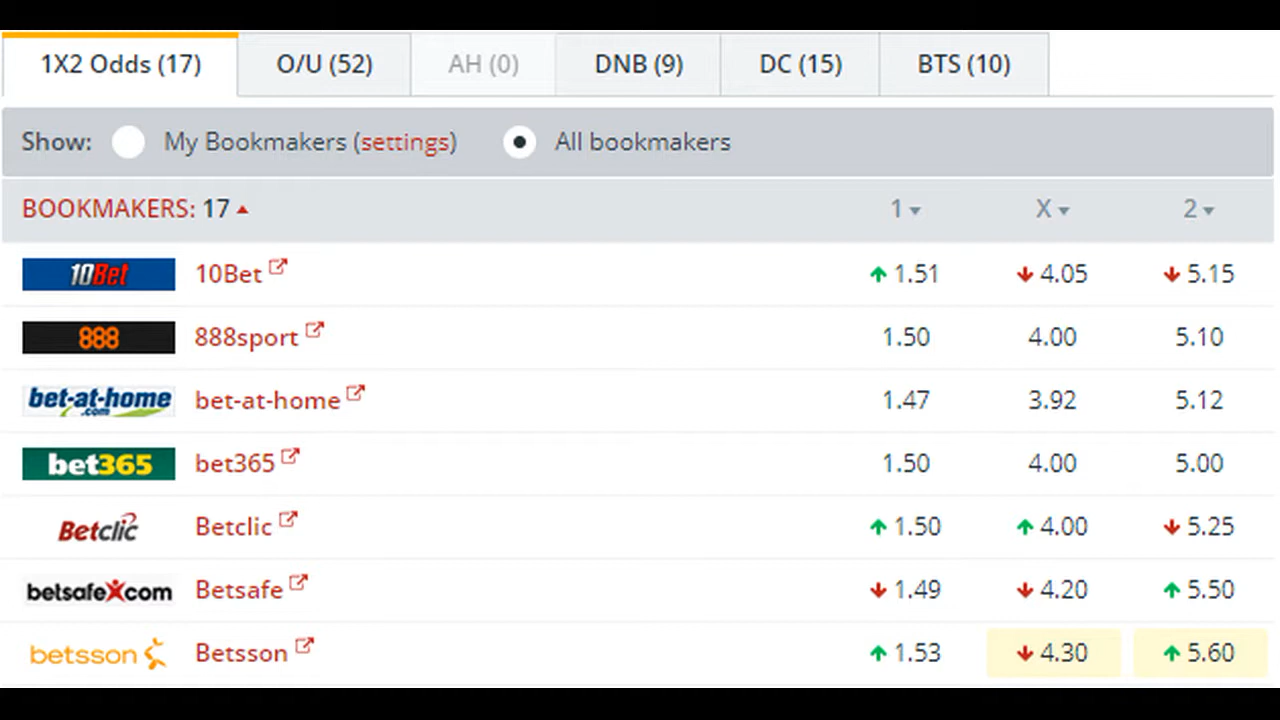 1X2 Odds (17) O/U (52) AH (0) DNB (9) DC (15) BTS (10)
Show: My Bookmakers (settings) All bookmakers
BOOKMAKERS: 17 1 X 2
10Bet 10Bet 1.51 4.05 5.15
888 888sport 1.50 4.00 5.10
bet-at-home .com bet-at-home 1.47 3.92 5.12
bet365 bet365 1.50 4.00 5.00
Betclic Betclic 1.50 4.00 5.25
betsafe.com Betsafe 1.49 4.20 5.50
betsson Betsson 1.53 4.30 5.60